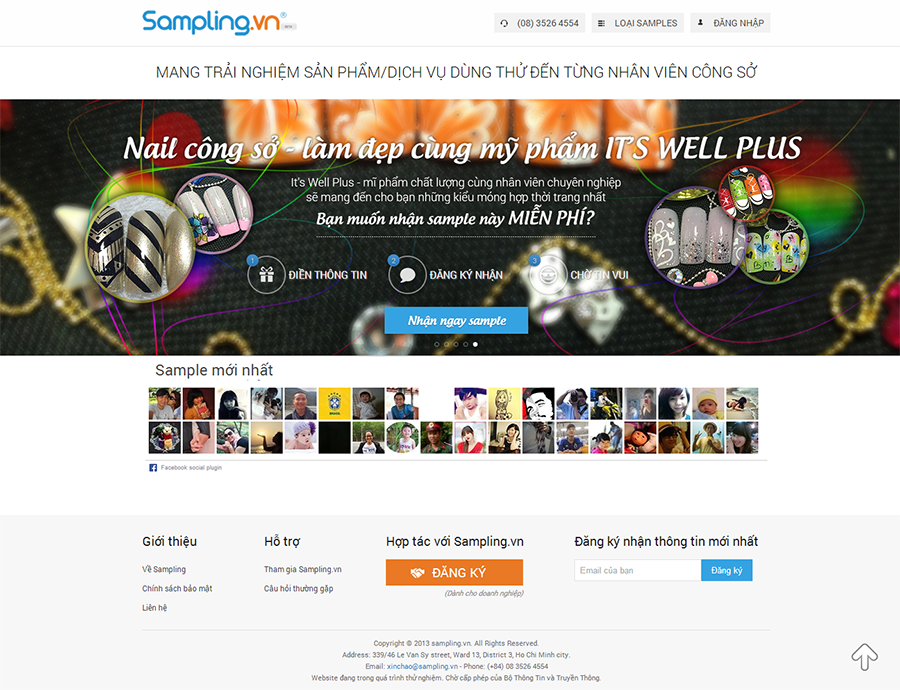 Sampling.vn
BETA
(08) 3526 4554
LOẠI SAMPLES
ĐĂNG NHẬP
MANG TRẢI NGHIỆM SẢN PHẨM/DỊCH VỤ DÙNG THỬ ĐẾN TỪNG NHÂN VIÊN CÔNG SỞ
Nail công sở - làm đẹp cùng mỹ phẩm IT'S WELL PLUS
It's Well Plus - mĩ phẩm chất lượng cùng nhân viên chuyên nghiệp
sẽ mang đến cho bạn những kiểu móng hợp thời trang nhất
Bạn muốn nhận sample này MIỄN PHÍ?
1 ĐIỀN THÔNG TIN
2 ĐĂNG KÝ NHẬN
3 CHỜ TIN VUI
Nhận ngay sample
Sample mới nhất
Facebook social plugin
Giới thiệu
Về Sampling
Chính sách bảo mật
Liên hệ
Hỗ trợ
Tham gia Sampling.vn
Câu hỏi thường gặp
Hợp tác với Sampling.vn
ĐĂNG KÝ
(Dành cho doanh nghiệp)
Đăng ký nhận thông tin mới nhất
Email của bạn
Đăng ký
Copyright © 2013 sampling.vn. All Rights Reserved.
Address: 339/46 Le Van Sy street, Ward 13, District 3, Ho Chi Minh city.
Email: xinchao@sampling.vn - Phone: (+84) 08 3526 4554
Website đang trong quá trình thử nghiệm. Chờ cấp phép của Bộ Thông Tin và Truyền Thông.